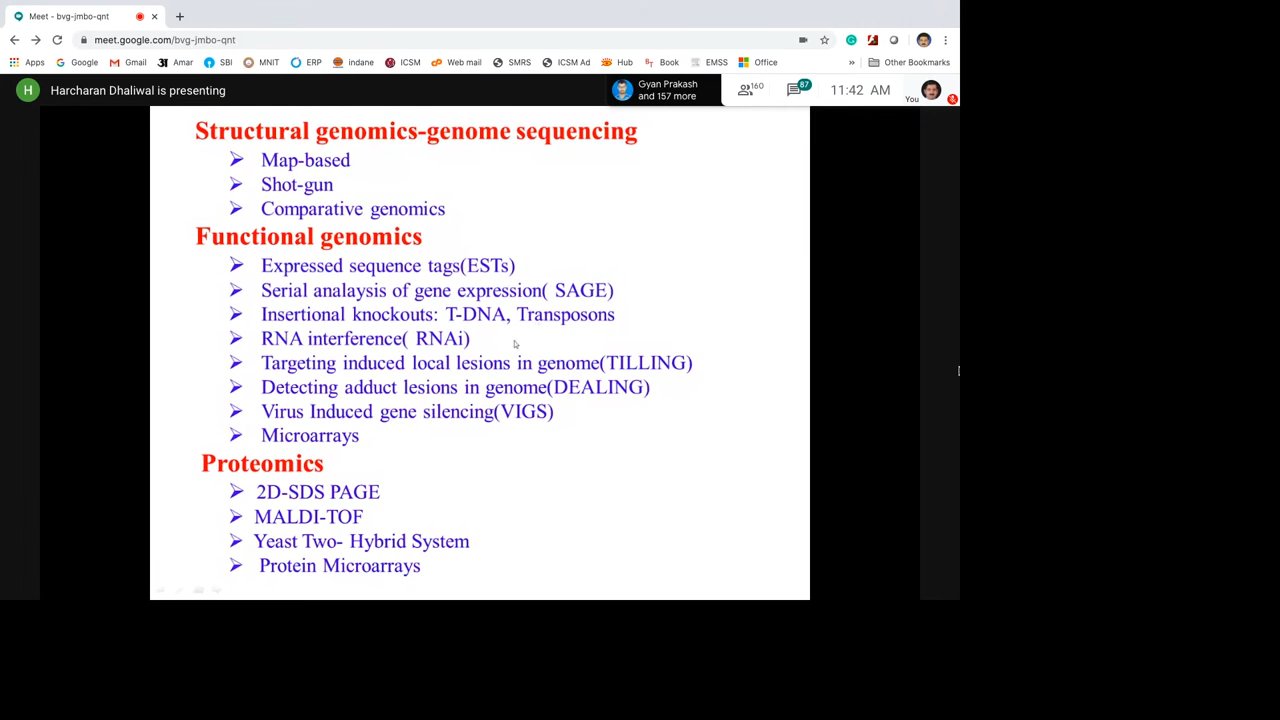 Meet - bvg-jmbo-qnt
meet.google.com/bvg-jmbo-qnt
Apps Google Gmail Amar SBI MNIT ERP indane ICSM Web mail SMRS ICSM Ad Hub Book EMSS Office » Other Bookmarks
H Harcharan Dhaliwal is presenting
Gyan Prakash
and 157 more
160
87
11:42 AM
You
Structural genomics-genome sequencing
Map-based
Shot-gun
Comparative genomics
Functional genomics
Expressed sequence tags(ESTs)
Serial analaysis of gene expression( SAGE)
Insertional knockouts: T-DNA, Transposons
RNA interference( RNAi)
Targeting induced local lesions in genome(TILLING)
Detecting adduct lesions in genome(DEALING)
Virus Induced gene silencing(VIGS)
Microarrays
Proteomics
2D-SDS PAGE
MALDI-TOF
Yeast Two- Hybrid System
Protein Microarrays